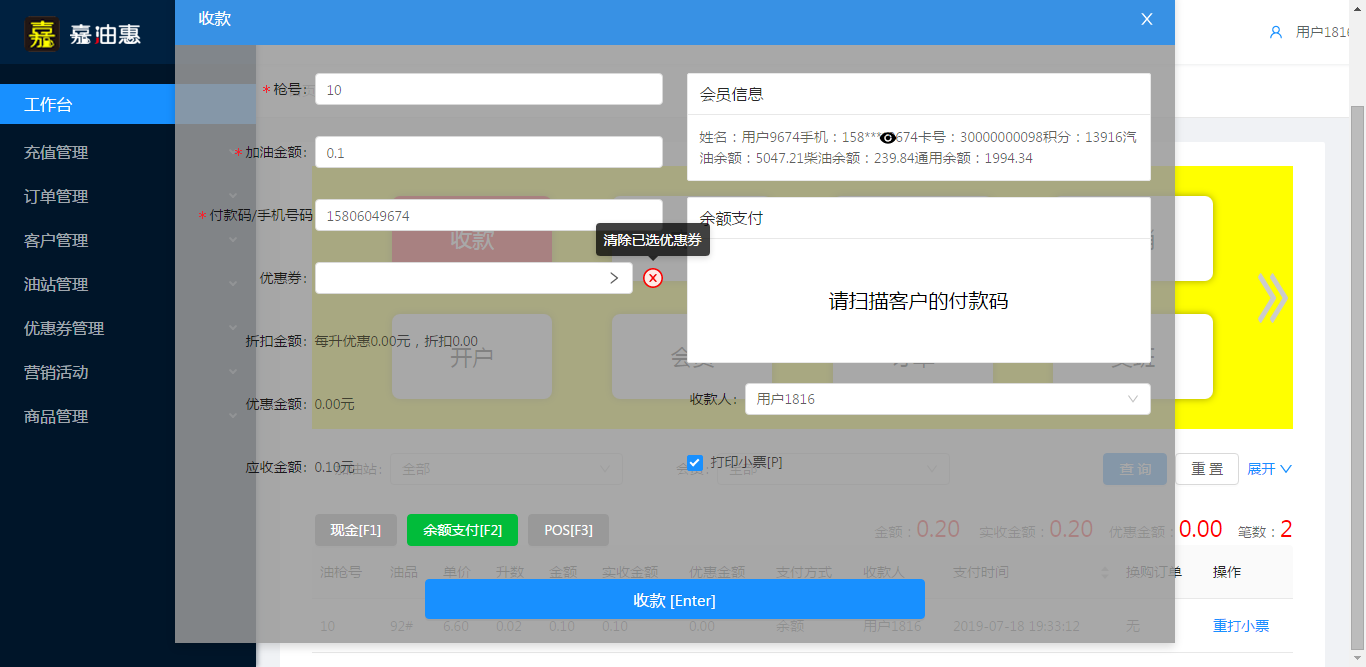 嘉 嘉油惠
收款 X
用户1816
工作台
充值管理
订单管理
客户管理
油站管理
优惠券管理
营销活动
商品管理
*枪号: 10
*加油金额: 0.1
*付款码/手机号码 15806049674
清除已选优惠券
优惠券:
折扣金额: 每升优惠0.00元，折扣0.00
优惠金额: 0.00元
应收金额: 0.10元
会员信息
姓名：用户9674手机：158***674卡号：30000000098积分：13916汽
油余额：5047.21柴油余额：239.84通用余额：1994.34
余额支付
请扫描客户的付款码
收款人: 用户1816
打印小票[P]
收款
开户 会员 订单 交班
油站: 全部 会员: 全部 查询 重置 展开
现金[F1] 余额支付[F2] POS[F3]
金额：0.20 实收金额：0.20 优惠金额：0.00 笔数：2
油枪号 油品 单价 升数 金额 实收金额 优惠金额 支付方式 收款人 支付时间 换购订单 操作
收款 [Enter]
10 92# 6.60 0.02 0.10 0.10 0.00 余额 用户1816 2019-07-18 19:33:12 无 重打小票